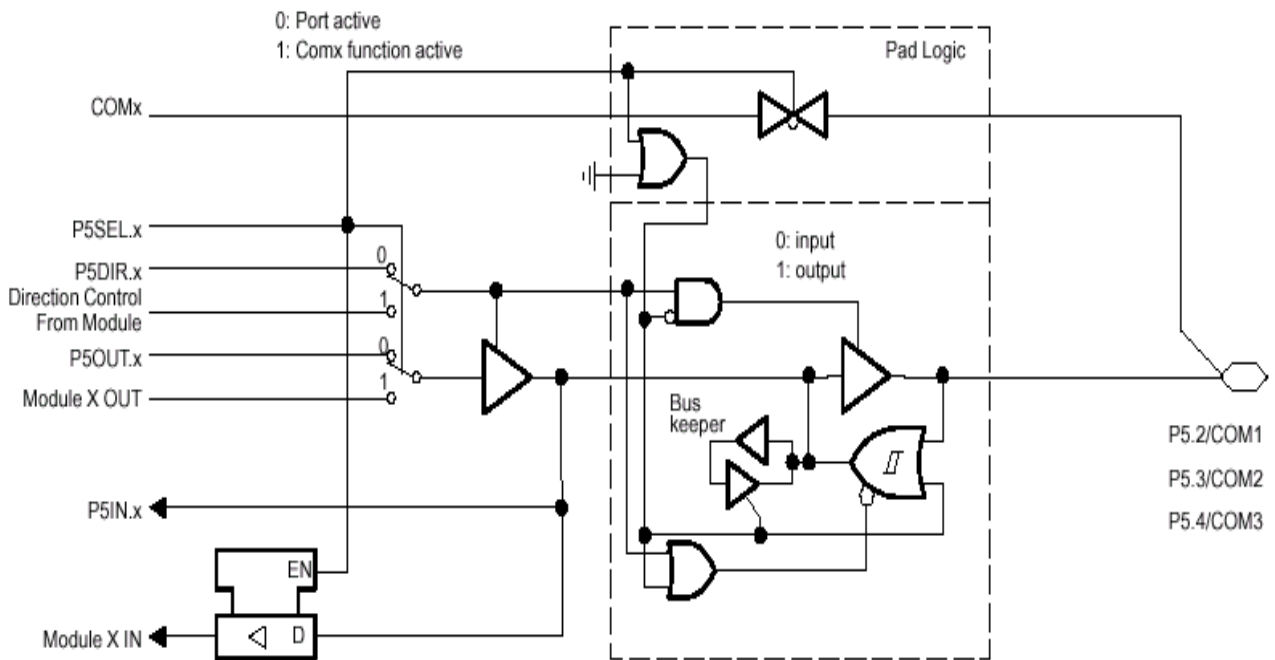 0: Port active
1: Comx function active
Pad Logic
COMx
P5SEL.x
0: input
1: output
0
P5DIR.x
Direction Control
From Module
1
0
P5OUT.x
1
Module X OUT
Bus
keeper
P5.2/COM1
P5.3/COM2
P5.4/COM3
P5IN.x
EN
Module X IN
D